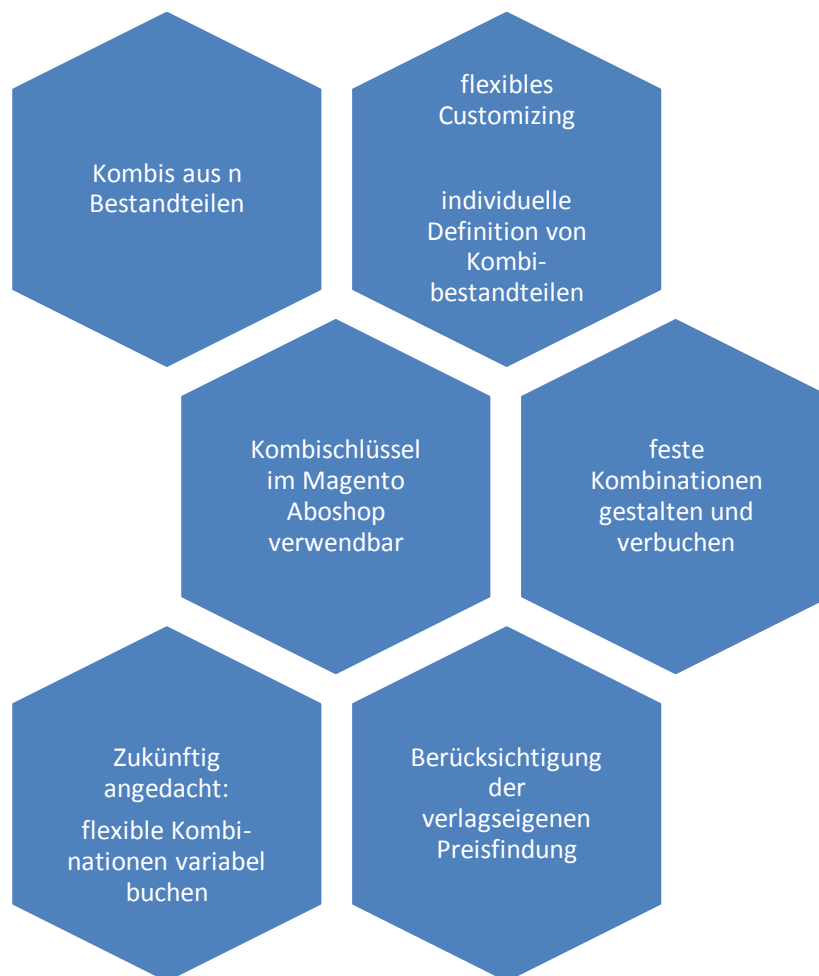 Kombis aus n
Bestandteilen
flexibles
Customizing
individuelle
Definition von
Kombi-
bestandteilen
Kombischlüssel
im Magento
Aboshop
verwendbar
feste
Kombinationen
gestalten und
verbuchen
Zukünftig
angedacht:
flexible Kombi-
nationen variabel
buchen
Berücksichtigung
der
verlagseigenen
Preisfindung